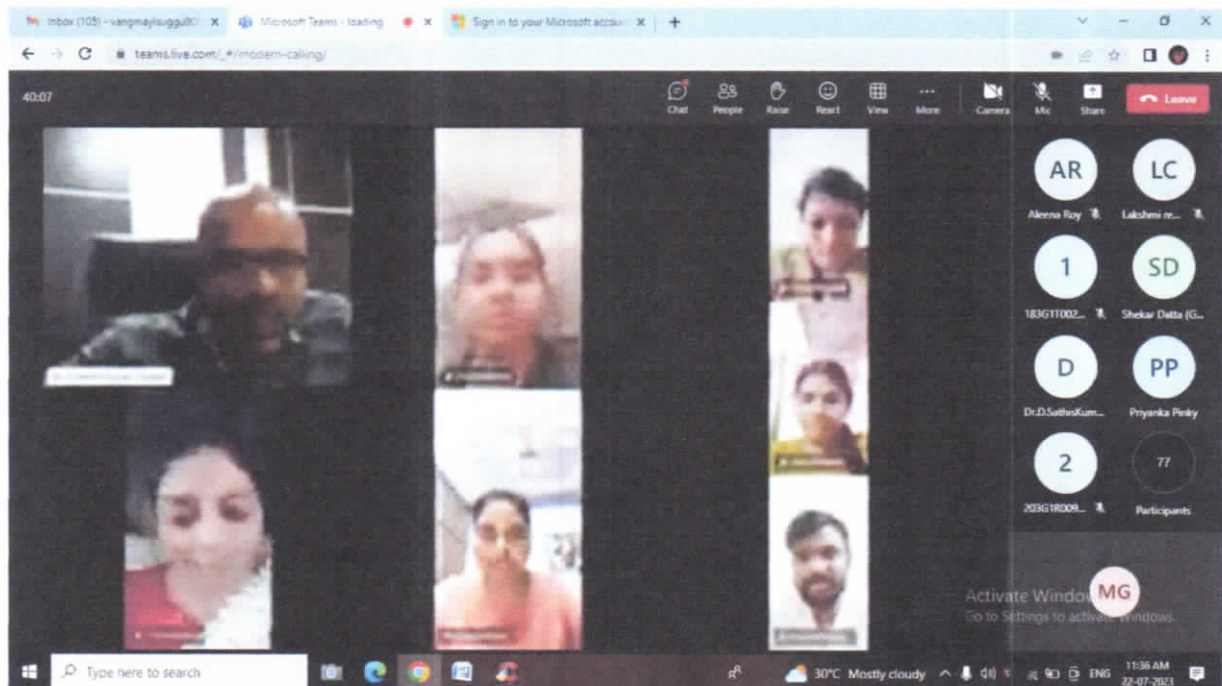 Inbox (105) -
Microsoft Teams - loading
Sign in to your Microsoft accou
teams.live.com/_#/modern-calling/
40:07
Chat
People
Raise
React
View
More
Camera
Mic
Share
Leave
AR
LC
Aleena Roy
Lakshmi re...
1
SD
183G1T002...
Shekar Datta (G...
D
PP
Dr.D.SathisKum...
Priyanka Pinky
2
77
203G1R009...
Participants
MG
Activate Windo
Go to Settings to activate Windows.
Type here to search
30°C Mostly cloudy
ENG
11:36 AM
22-07-2023